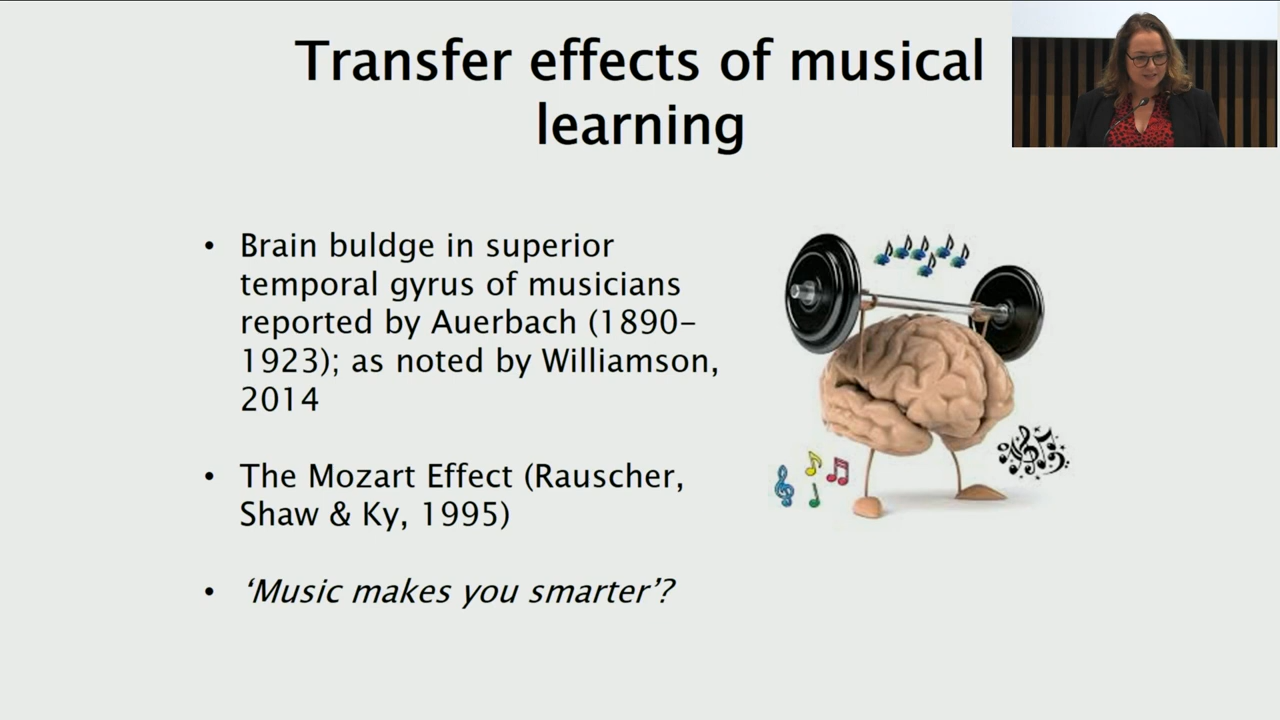 Transfer effects of musical
learning
• Brain buldge in superior
temporal gyrus of musicians
reported by Auerbach (1890–
1923); as noted by Williamson,
2014
• The Mozart Effect (Rauscher,
Shaw & Ky, 1995)
• ‘Music makes you smarter’?